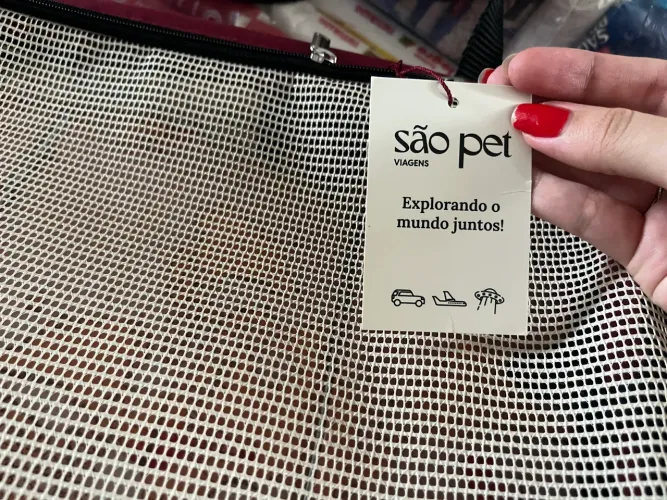 são pet
VIAGENS
Explorando o
mundo juntos!